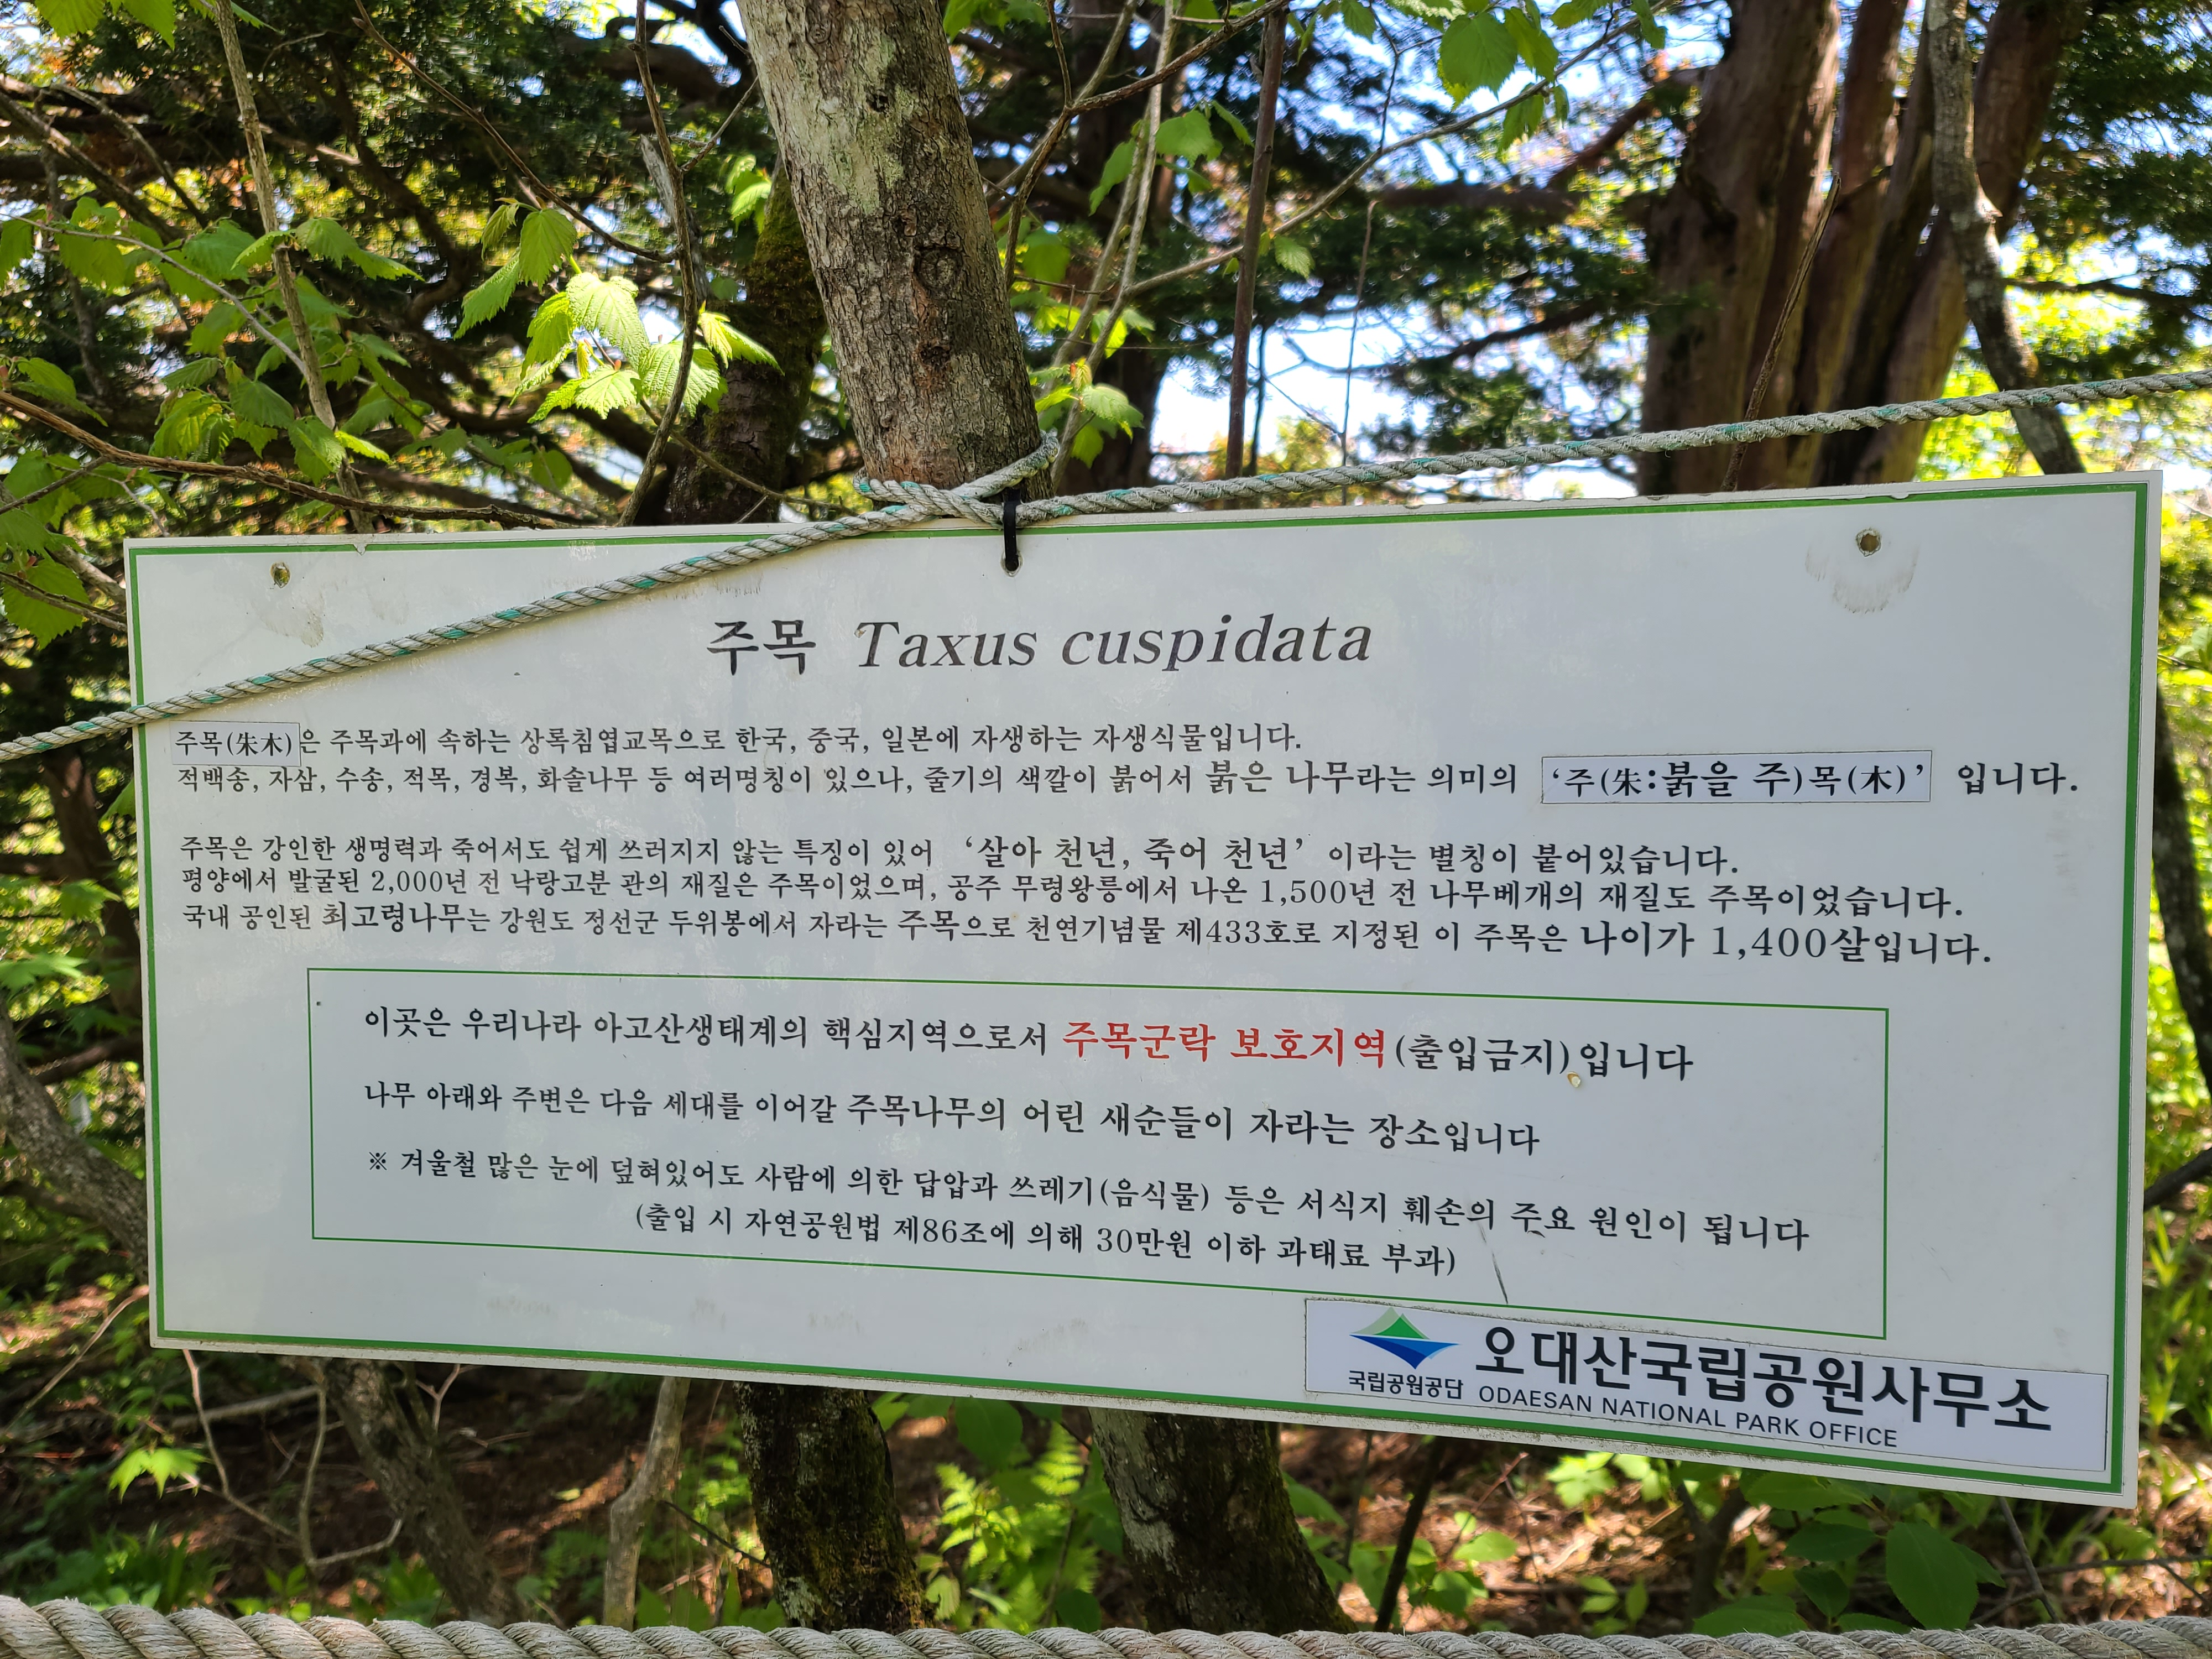 주목 Taxus cuspidata
주목(朱木)은 주목과에 속하는 상록침엽교목으로 한국, 중국, 일본에 자생하는 자생식물입니다.
적백송, 자삼, 수송, 적목, 경복, 화솔나무 등 여러명칭이 있으나, 줄기의 색깔이 붉어서 붉은 나무라는 의미의 ‘주(朱:붉을 주)목(木)’ 입니다.
주목은 강인한 생명력과 죽어서도 쉽게 쓰러지지 않는 특징이 있어 ‘살아 천년, 죽어 천년’ 이라는 별칭이 붙어있습니다.
평양에서 발굴된 2,000년 전 낙랑고분 관의 재질은 주목이었으며, 공주 무령왕릉에서 나온 1,500년 전 나무베개의 재질도 주목이었습니다.
국내 공인된 최고령나무는 강원도 정선군 두위봉에서 자라는 주목으로 천연기념물 제433호로 지정된 이 주목은 나이가 1,400살입니다.
이곳은 우리나라 아고산생태계의 핵심지역으로서 주목군락 보호지역(출입금지)입니다
나무 아래와 주변은 다음 세대를 이어갈 주목나무의 어린 새순들이 자라는 장소입니다
※ 겨울철 많은 눈에 덮혀있어도 사람에 의한 답압과 쓰레기(음식물) 등은 서식지 훼손의 주요 원인이 됩니다
(출입 시 자연공원법 제86조에 의해 30만원 이하 과태료 부과)
국립공원공단 오대산국립공원사무소
ODAESAN NATIONAL PARK OFFICE